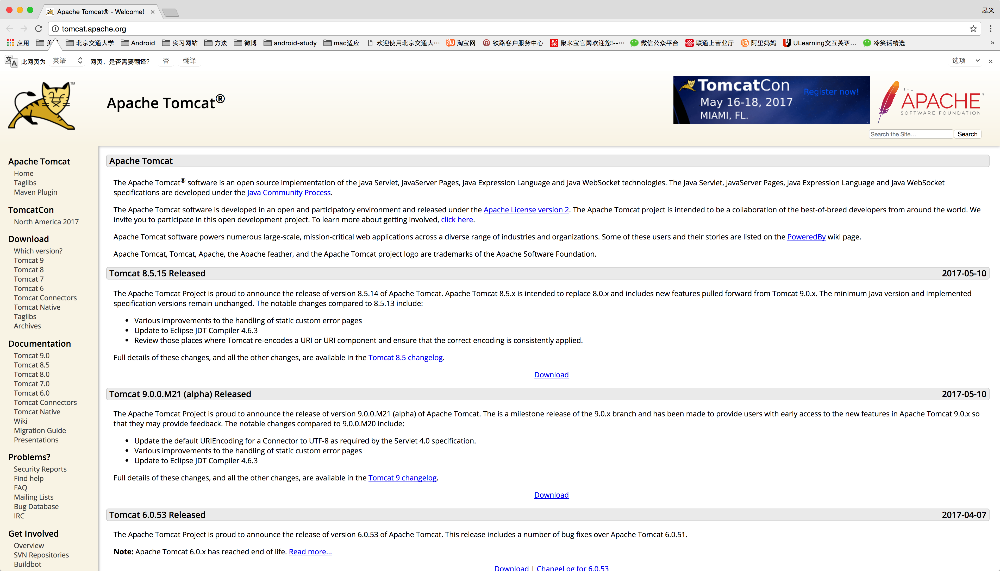 Apache Tomcat® - Welcome!
思义
tomcat.apache.org
应用
北京交通大学
Android
实习网站
方法
微博
android-study
mac适应
欢迎使用北京交通大…
淘宝网
铁路客户服务中心
聚来宝官网欢迎您!--…
微信公众平台
联通上营业厅
阿里妈妈
ULearning交互英语…
冷笑话精选
»
此网页为 英语 网页，是否需要翻译? 否 翻译
选项
TM
Apache Tomcat®
TomcatCon
Register now!
May 16-18, 2017
MIAMI, FL.
THE
APACHE®
SOFTWARE FOUNDATION
Search the Site…
Search
Apache Tomcat
Home
Taglibs
Maven Plugin
TomcatCon
North America 2017
Download
Which version?
Tomcat 9
Tomcat 8
Tomcat 7
Tomcat 6
Tomcat Connectors
Tomcat Native
Taglibs
Archives
Documentation
Tomcat 9.0
Tomcat 8.5
Tomcat 8.0
Tomcat 7.0
Tomcat 6.0
Tomcat Connectors
Tomcat Native
Wiki
Migration Guide
Presentations
Problems?
Security Reports
Find help
FAQ
Mailing Lists
Bug Database
IRC
Get Involved
Overview
SVN Repositories
Buildbot
Apache Tomcat
The Apache Tomcat® software is an open source implementation of the Java Servlet, JavaServer Pages, Java Expression Language and Java WebSocket technologies. The Java Servlet, JavaServer Pages, Java Expression Language and Java WebSocket
specifications are developed under the Java Community Process.
The Apache Tomcat software is developed in an open and participatory environment and released under the Apache License version 2. The Apache Tomcat project is intended to be a collaboration of the best-of-breed developers from around the world. We
invite you to participate in this open development project. To learn more about getting involved, click here.
Apache Tomcat software powers numerous large-scale, mission-critical web applications across a diverse range of industries and organizations. Some of these users and their stories are listed on the PoweredBy wiki page.
Apache Tomcat, Tomcat, Apache, the Apache feather, and the Apache Tomcat project logo are trademarks of the Apache Software Foundation.
Tomcat 8.5.15 Released 2017-05-10
The Apache Tomcat Project is proud to announce the release of version 8.5.14 of Apache Tomcat. Apache Tomcat 8.5.x is intended to replace 8.0.x and includes new features pulled forward from Tomcat 9.0.x. The minimum Java version and implemented
specification versions remain unchanged. The notable changes compared to 8.5.13 include:
• Various improvements to the handling of static custom error pages
• Update to Eclipse JDT Compiler 4.6.3
• Review those places where Tomcat re-encodes a URI or URI component and ensure that the correct encoding is consistently applied.
Full details of these changes, and all the other changes, are available in the Tomcat 8.5 changelog.
Download
Tomcat 9.0.0.M21 (alpha) Released 2017-05-10
The Apache Tomcat Project is proud to announce the release of version 9.0.0.M21 (alpha) of Apache Tomcat. The is a milestone release of the 9.0.x branch and has been made to provide users with early access to the new features in Apache Tomcat 9.0.x so
that they may provide feedback. The notable changes compared to 9.0.0.M20 include:
• Update the default URIEncoding for a Connector to UTF-8 as required by the Servlet 4.0 specification.
• Various improvements to the handling of static custom error pages
• Update to Eclipse JDT Compiler 4.6.3
Full details of these changes, and all the other changes, are available in the Tomcat 9 changelog.
Download
Tomcat 6.0.53 Released 2017-04-07
The Apache Tomcat Project is proud to announce the release of version 6.0.53 of Apache Tomcat. This release includes a number of bug fixes over Apache Tomcat 6.0.51.
Note: Apache Tomcat 6.0.x has reached end of life. Read more...
Download | ChangeLog for 6.0.53